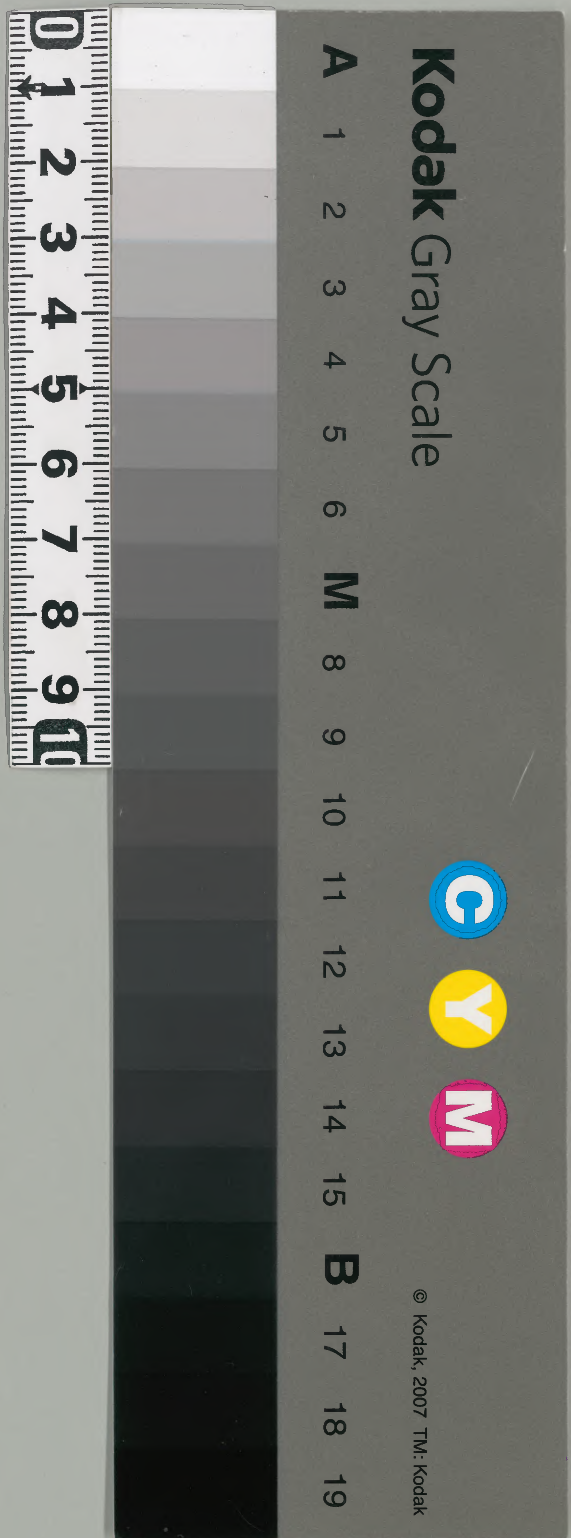 Kodak Gray Scale
C Y M
© Kodak, 2007 TM: Kodak
A 1 2 3 4 5 6 M 8 9 10 11 12 13 14 15 B 17 18 19
0 1 2 3 4 5 6 7 8 9 10